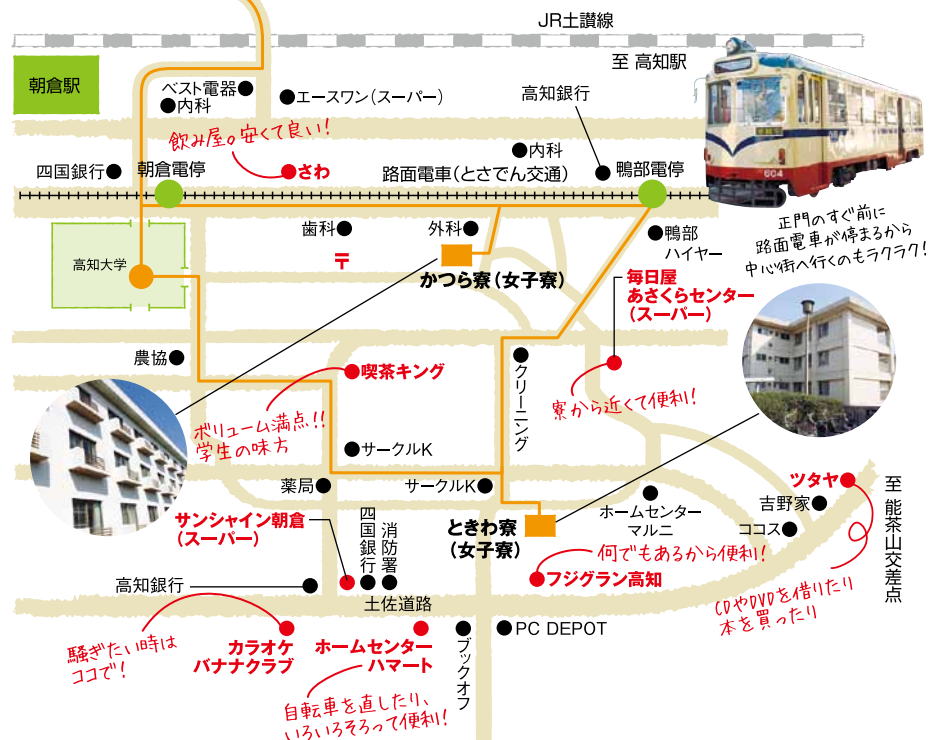 JR土讃線
至 高知駅
朝倉駅
ベスト電器
内科
エースワン（スーパー）
高知銀行
飲み屋。安くて良い!
四国銀行
朝倉電停
さわ
内科
路面電車（とさでん交通）
鴨部電停
604
正門のすぐ前に
路面電車が停まるから
中心街へ行くのもラクラク!
高知大学
歯科
〒
外科
鴨部
ハイヤー
かつら寮（女子寮）
毎日屋
あさくらセンター
（スーパー）
農協
喫茶キング
クリーニング
寮から近くて便利!
ボリューム満点!!
学生の味方
サークルK
薬局
サークルK
ホームセンター
マルニ
ツタヤ
吉野家
ココス
至 能茶山交差点
サンシャイン朝倉
（スーパー）
四国銀行
消防署
ときわ寮
（女子寮）
何でもあるから便利!
フジグラン高知
高知銀行
土佐道路
CDやDVDを借りたり
本を買ったり
騒ぎたい時は
ココで!
カラオケ
バナナクラブ
ホームセンター
ハマート
ブックオフ
PC DEPOT
自転車を直したり、
いろいろそろって便利!